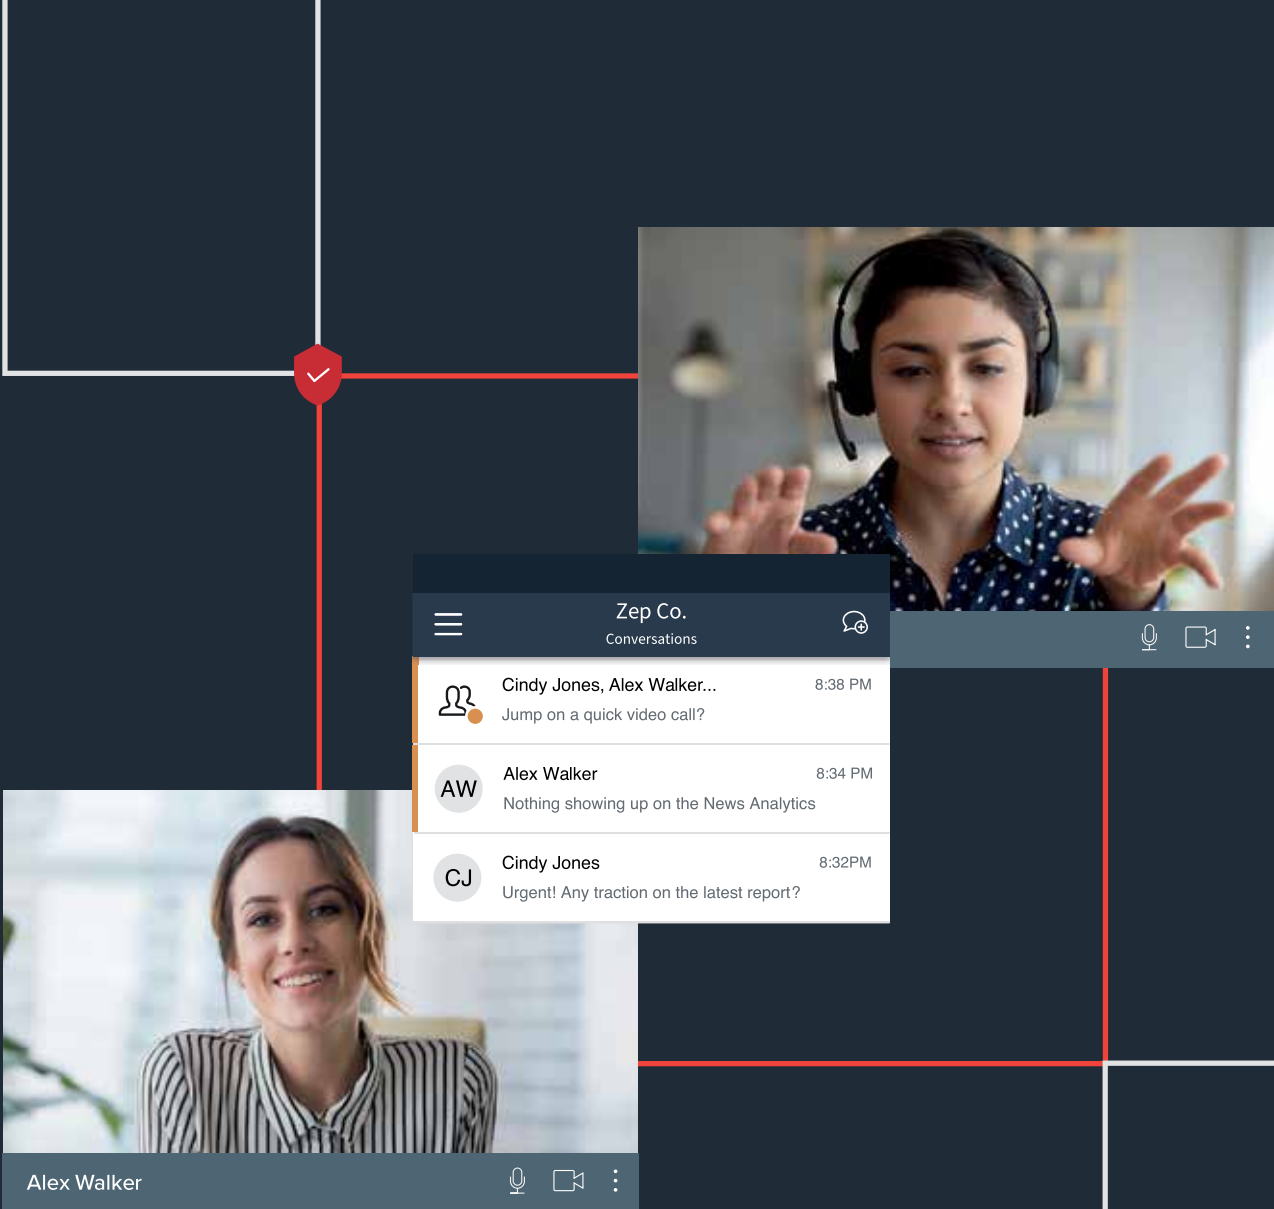 Zep Co.
Conversations
Cindy Jones, Alex Walker...
8:38 PM
Jump on a quick video call?
AW
Alex Walker
8:34 PM
Nothing showing up on the News Analytics
CJ
Cindy Jones
8:32PM
Urgent! Any traction on the latest report?
Alex Walker